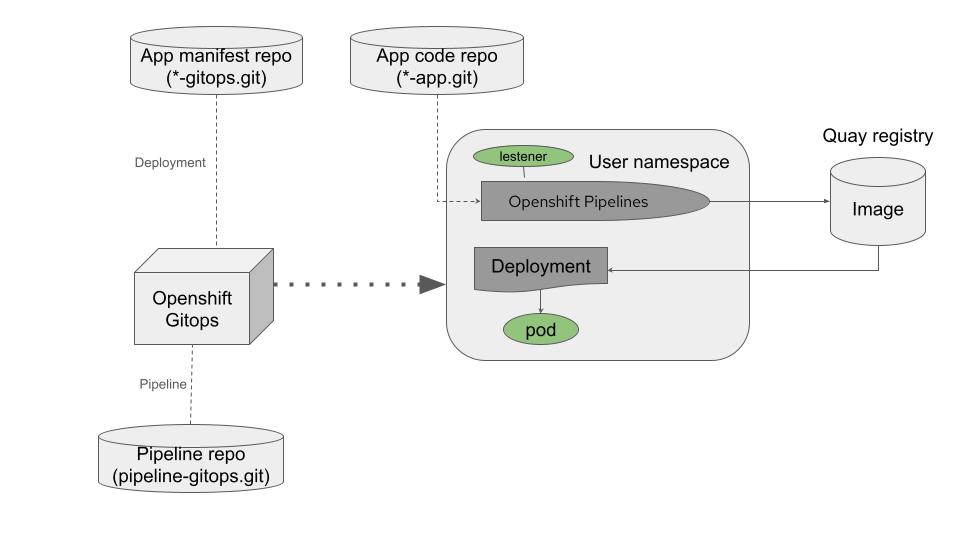 App manifest repo
(*-gitops.git)
App code repo
(*-app.git)
Quay registry
Deployment
lestener
User namespace
Openshift Pipelines
Image
Deployment
Openshift
Gitops
pod
Pipeline
Pipeline repo
(pipeline-gitops.git)